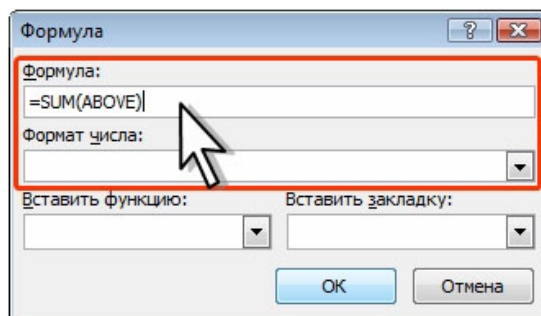 Формула
Формула:
=SUM(ABOVE)
Формат числа:
Вставить функцию: Вставить закладку:
ОК Отмена